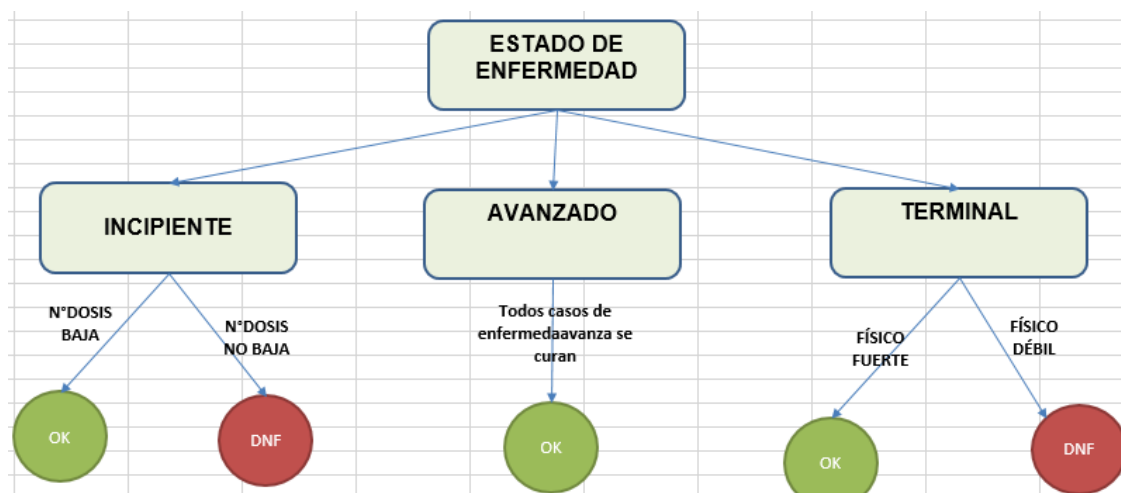 ESTADO DE
ENFERMEDAD
INCIPIENTE
AVANZADO
TERMINAL
N°DOSIS
BAJA
N°DOSIS
NO BAJA
Todos casos de
enfermedaavanza se
curan
FÍSICO
FUERTE
FÍSICO
DÉBIL
OK
DNF
OK
OK
DNF